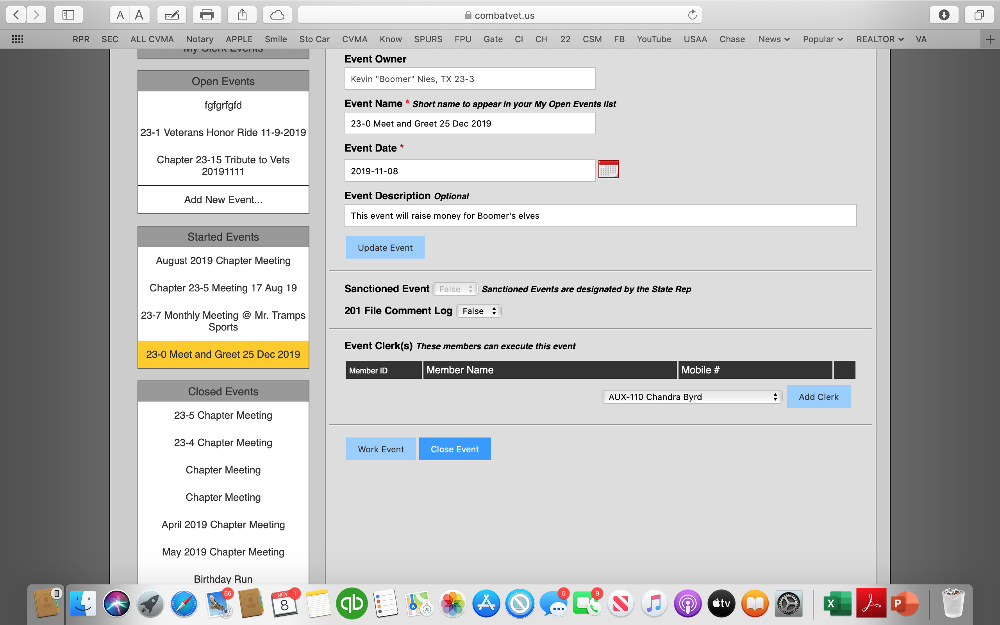 A A combatvet.us
RPR SEC ALL CVMA Notary APPLE Smile Sto Car CVMA Know SPURS FPU Gate CI CH 22 CSM FB YouTube USAA Chase News Popular REALTOR VA
My Clerk Events
Open Events
fgfgrfgfd
23-1 Veterans Honor Ride 11-9-2019
Chapter 23-15 Tribute to Vets
20191111
Add New Event...
Started Events
August 2019 Chapter Meeting
Chapter 23-5 Meeting 17 Aug 19
23-7 Monthly Meeting @ Mr. Tramps
Sports
23-0 Meet and Greet 25 Dec 2019
Closed Events
23-5 Chapter Meeting
23-4 Chapter Meeting
Chapter Meeting
Chapter Meeting
April 2019 Chapter Meeting
May 2019 Chapter Meeting
Birthday Run
Event Owner
Kevin "Boomer" Nies, TX 23-3
Event Name * Short name to appear in your My Open Events list
23-0 Meet and Greet 25 Dec 2019
Event Date *
2019-11-08
Event Description Optional
This event will raise money for Boomer's elves
Update Event
Sanctioned Event False Sanctioned Events are designated by the State Rep
201 File Comment Log False
Event Clerk(s) These members can execute this event
Member ID Member Name Mobile #
AUX-110 Chandra Byrd Add Clerk
Work Event Close Event
56 NOV 8 1 qb 3D 5 9 tv X P